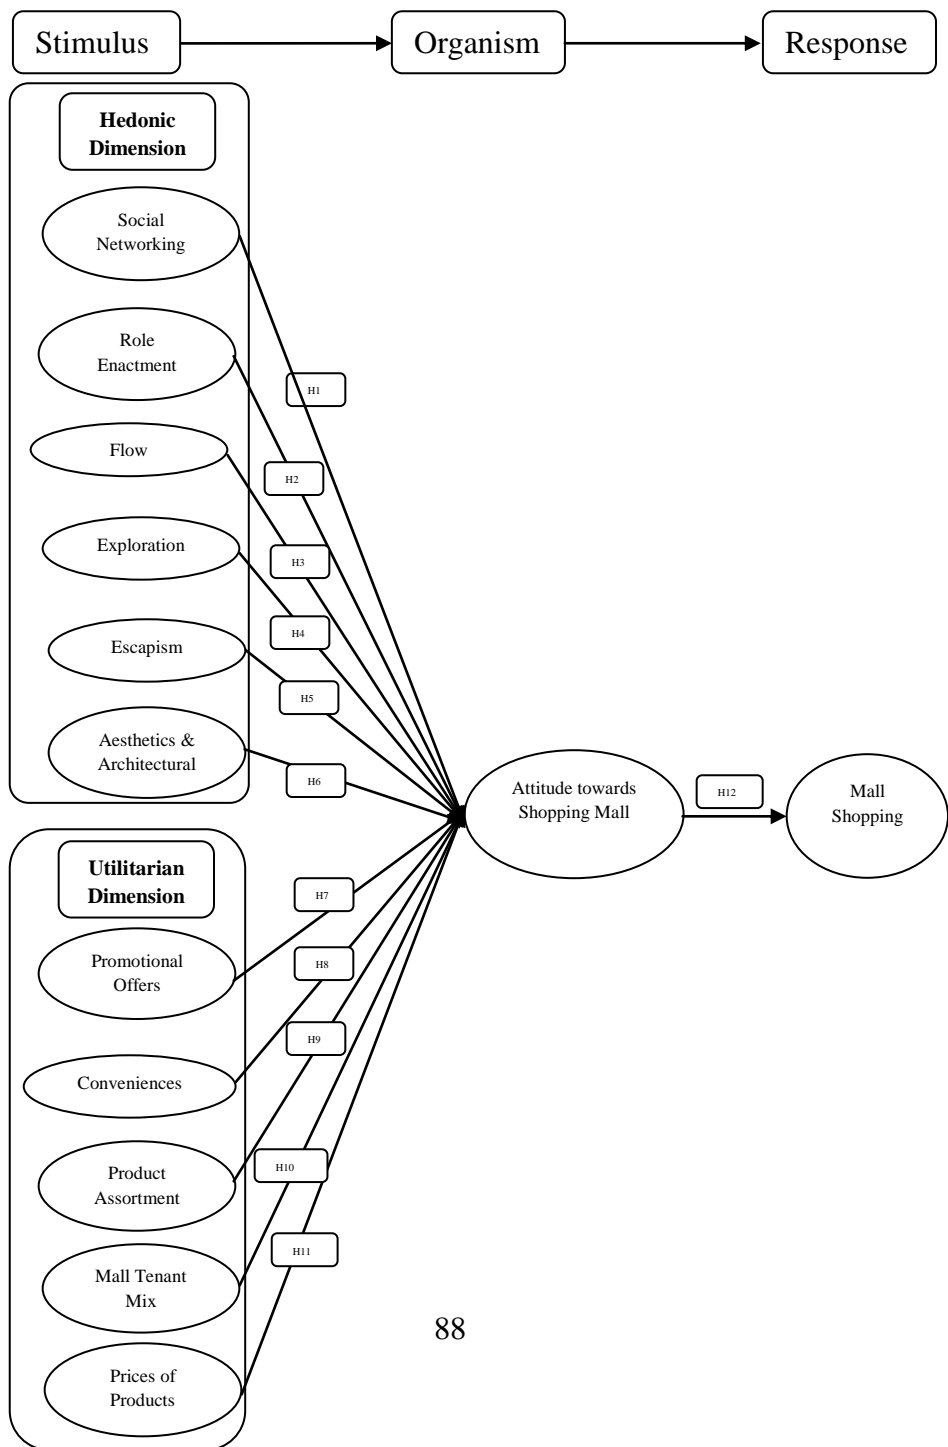 Stimulus
Organism
Response
Hedonic
Dimension
Social
Networking
Role
Enactment
H1
Flow
H2
Exploration
H3
H4
Escapism
H5
Aesthetics &
Architectural
H6
Attitude towards
Shopping Mall
H12
Mall
Shopping
Utilitarian
Dimension
H7
Promotional
Offers
H8
Conveniences
H9
Product
Assortment
H10
Mall Tenant
Mix
H11
Prices of
Products
88